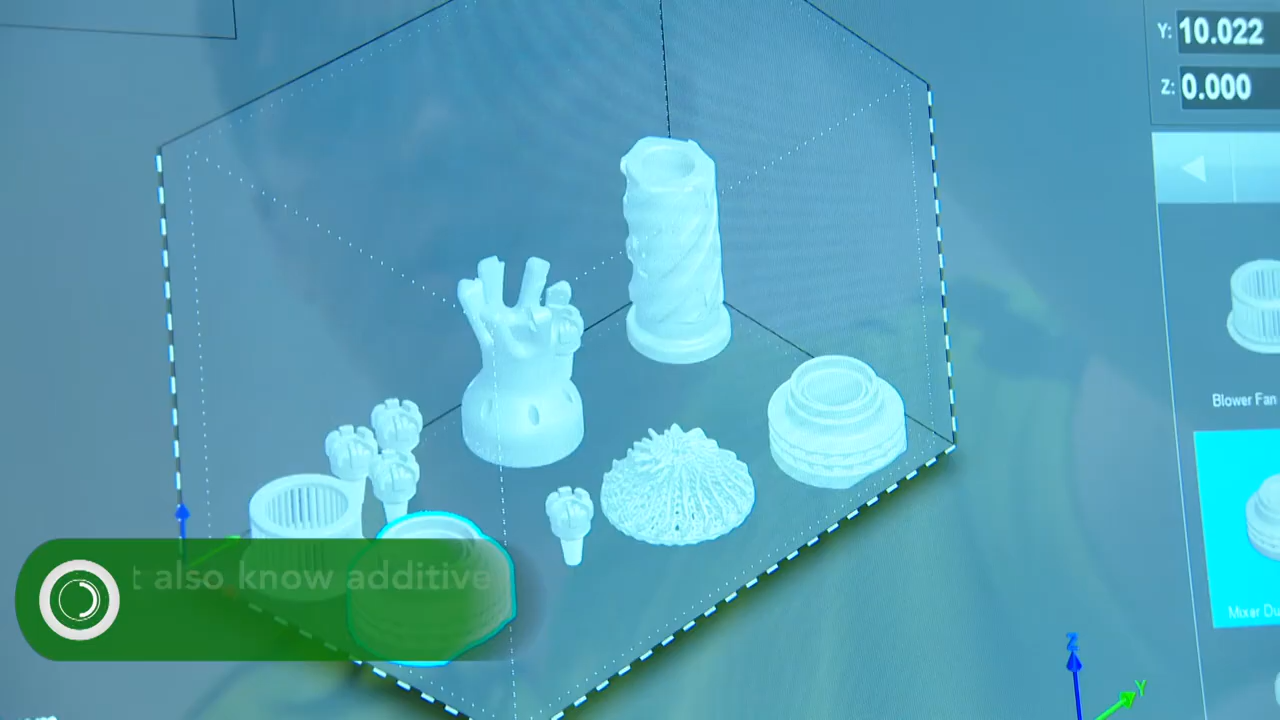 Y: 10.022
Z: 0.000
Blower Fan
t also know additive
Mixer Du
Z
Y